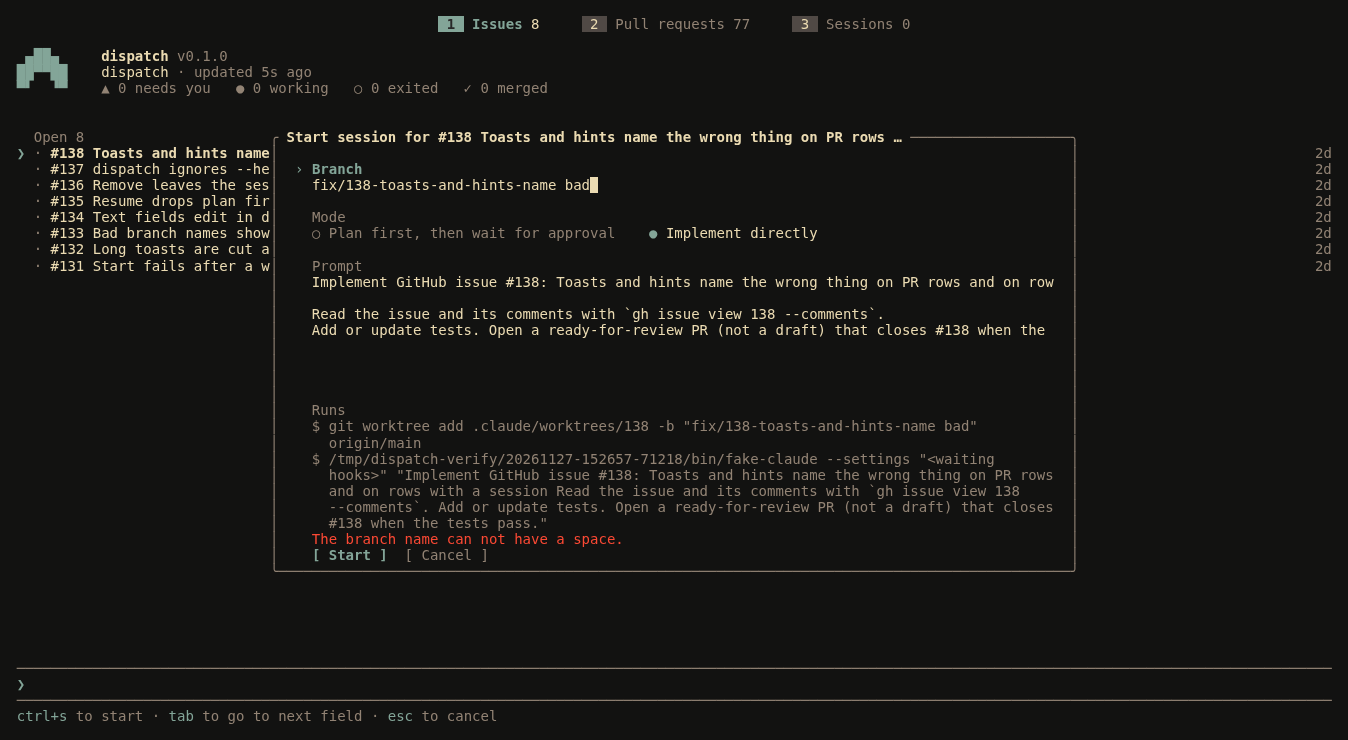 1 Issues 8 2 Pull requests 77 3 Sessions 0
dispatch v0.1.0
dispatch · updated 5s ago
▲ 0 needs you ● 0 working ○ 0 exited ✓ 0 merged
Open 8
❯ · #138 Toasts and hints name 2d
· #137 dispatch ignores --he 2d
· #136 Remove leaves the ses 2d
· #135 Resume drops plan fir 2d
· #134 Text fields edit in d 2d
· #133 Bad branch names show 2d
· #132 Long toasts are cut a 2d
· #131 Start fails after a w 2d
Start session for #138 Toasts and hints name the wrong thing on PR rows …
› Branch
fix/138-toasts-and-hints-name bad
Mode
○ Plan first, then wait for approval ● Implement directly
Prompt
Implement GitHub issue #138: Toasts and hints name the wrong thing on PR rows and on row
Read the issue and its comments with `gh issue view 138 --comments`.
Add or update tests. Open a ready-for-review PR (not a draft) that closes #138 when the
Runs
$ git worktree add .claude/worktrees/138 -b "fix/138-toasts-and-hints-name bad"
origin/main
$ /tmp/dispatch-verify/20261127-152657-71218/bin/fake-claude --settings "<waiting
hooks>" "Implement GitHub issue #138: Toasts and hints name the wrong thing on PR rows
and on rows with a session Read the issue and its comments with `gh issue view 138
--comments`. Add or update tests. Open a ready-for-review PR (not a draft) that closes
#138 when the tests pass."
The branch name can not have a space.
[ Start ] [ Cancel ]
❯
ctrl+s to start · tab to go to next field · esc to cancel